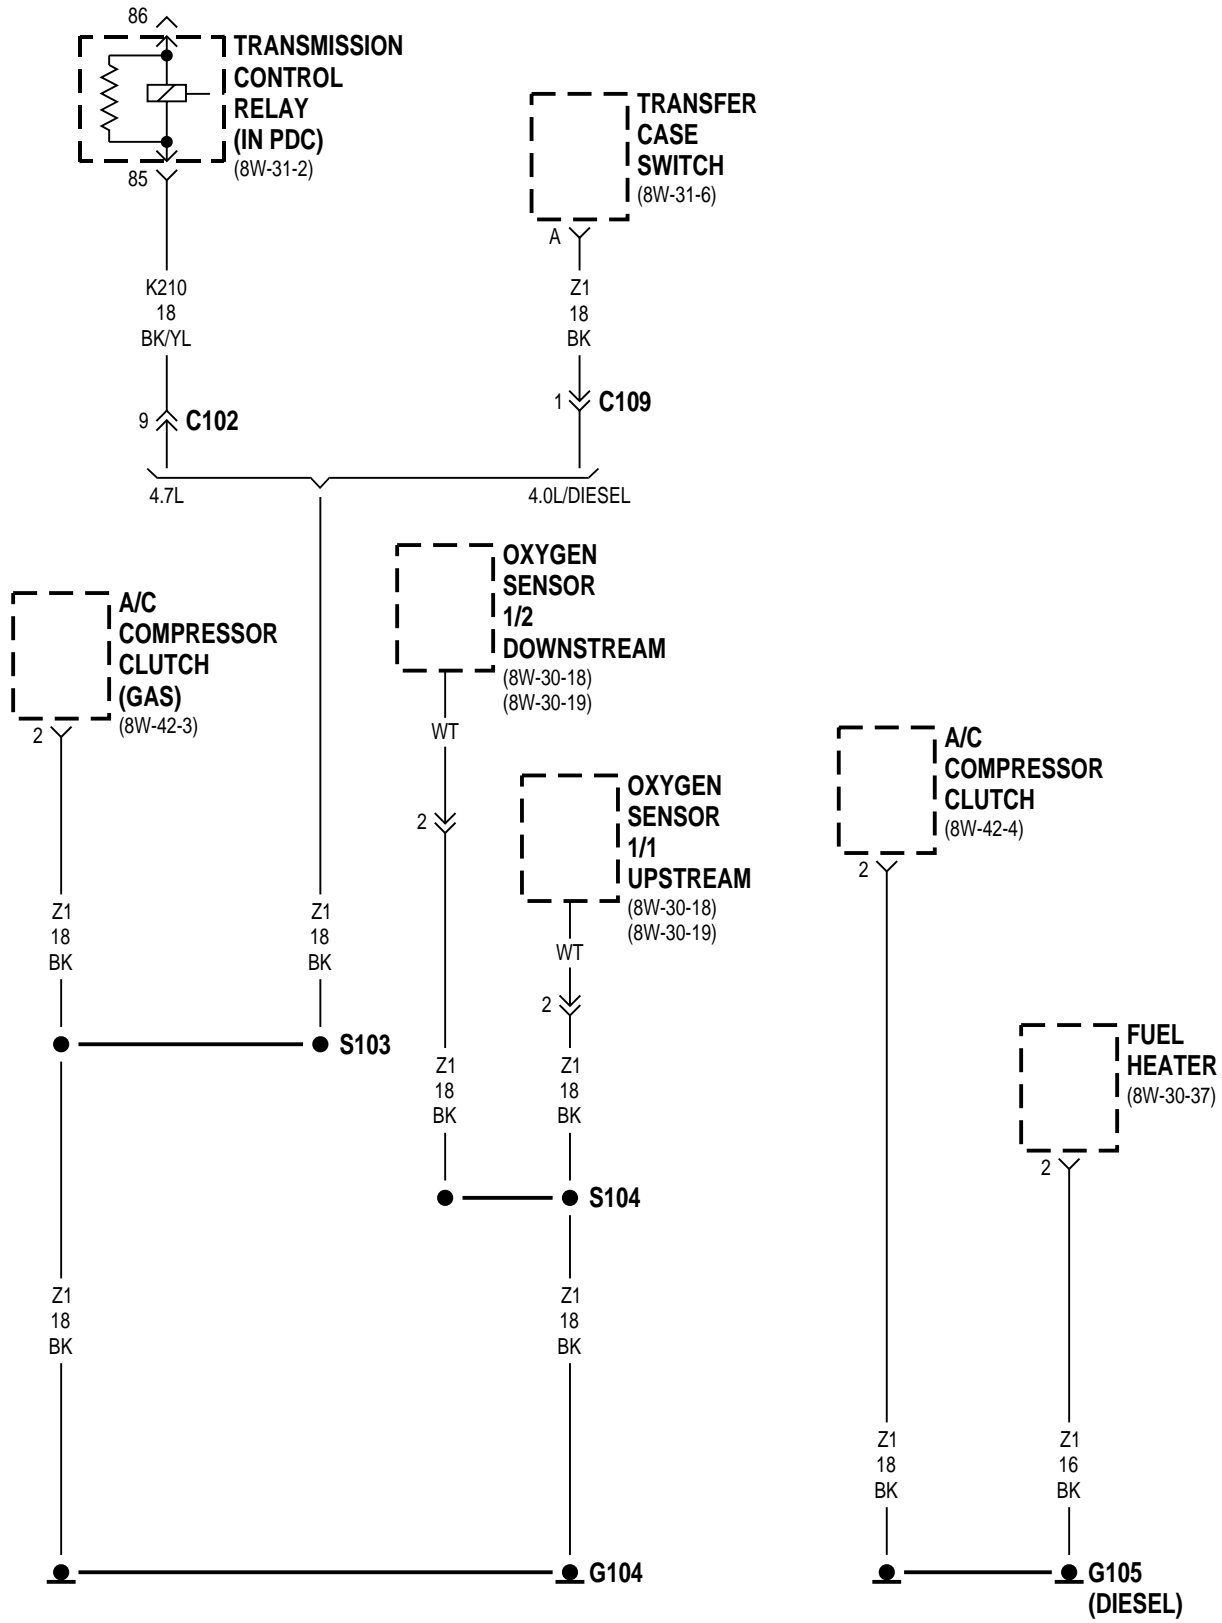 86
TRANSMISSION
CONTROL
RELAY
(IN PDC)
(8W-31-2)
85
K210
18
BK/YL
9
C102
TRANSFER
CASE
SWITCH
(8W-31-6)
A
Z1
18
BK
1
C109
4.7L
4.0L/DIESEL
A/C
COMPRESSOR
CLUTCH
(GAS)
(8W-42-3)
2
Z1
18
BK
Z1
18
BK
S103
OXYGEN
SENSOR
1/2
DOWNSTREAM
(8W-30-18)
(8W-30-19)
WT
2
Z1
18
BK
OXYGEN
SENSOR
1/1
UPSTREAM
(8W-30-18)
(8W-30-19)
WT
2
Z1
18
BK
S104
Z1
18
BK
Z1
18
BK
G104
A/C
COMPRESSOR
CLUTCH
(8W-42-4)
2
Z1
18
BK
FUEL
HEATER
(8W-30-37)
2
Z1
16
BK
G105
(DIESEL)